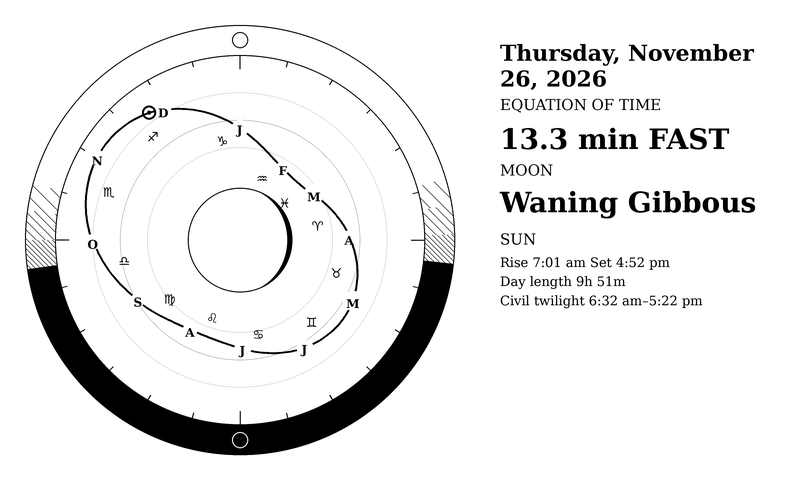 Thursday, November
26, 2026
EQUATION OF TIME
13.3 min FAST
MOON
Waning Gibbous
SUN
Rise 7:01 am Set 4:52 pm
Day length 9h 51m
Civil twilight 6:32 am–5:22 pm
D
J
N
F
M
A
O
M
S
A
J
J
♐
♑
♒
♏
♓
♈
♎
♉
♍
♌
♊
♋